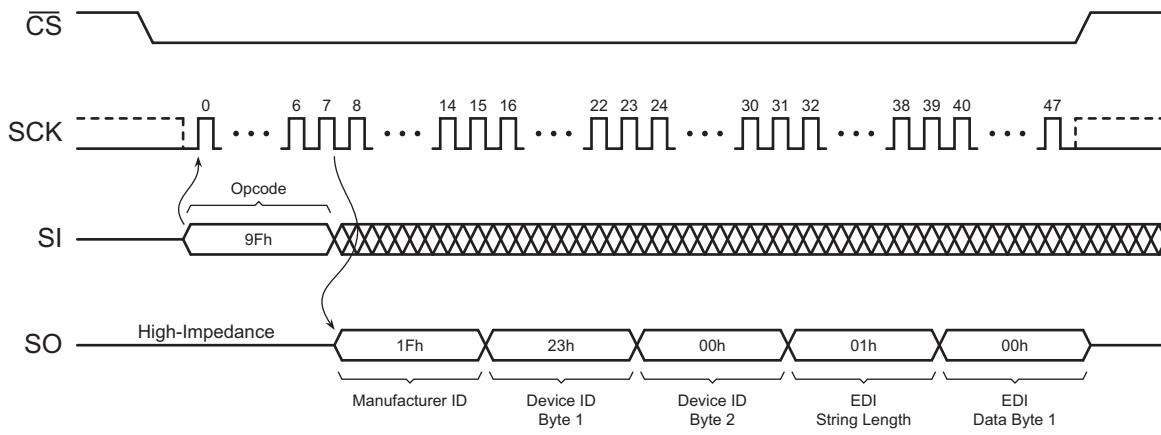 CS
0 6 7 8 14 15 16 22 23 24 30 31 32 38 39 40 47
SCK
Opcode
SI 9Fh
High-Impedance
SO 1Fh 23h 00h 01h 00h
Manufacturer ID Device ID Device ID EDI EDI
Byte 1 Byte 2 String Length Data Byte 1